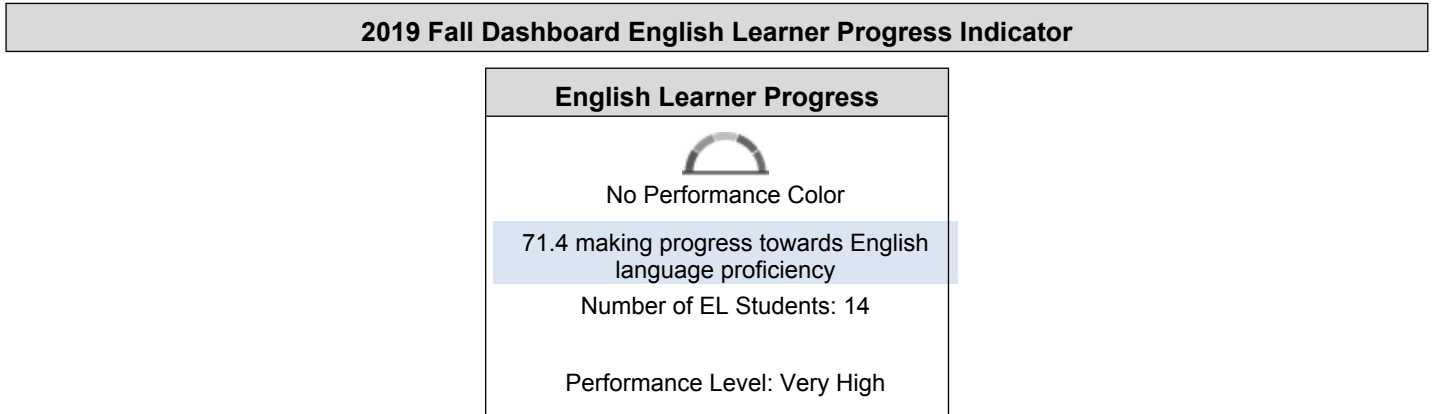 2019 Fall Dashboard English Learner Progress Indicator
English Learner Progress
No Performance Color
71.4 making progress towards English
language proficiency
Number of EL Students: 14
Performance Level: Very High